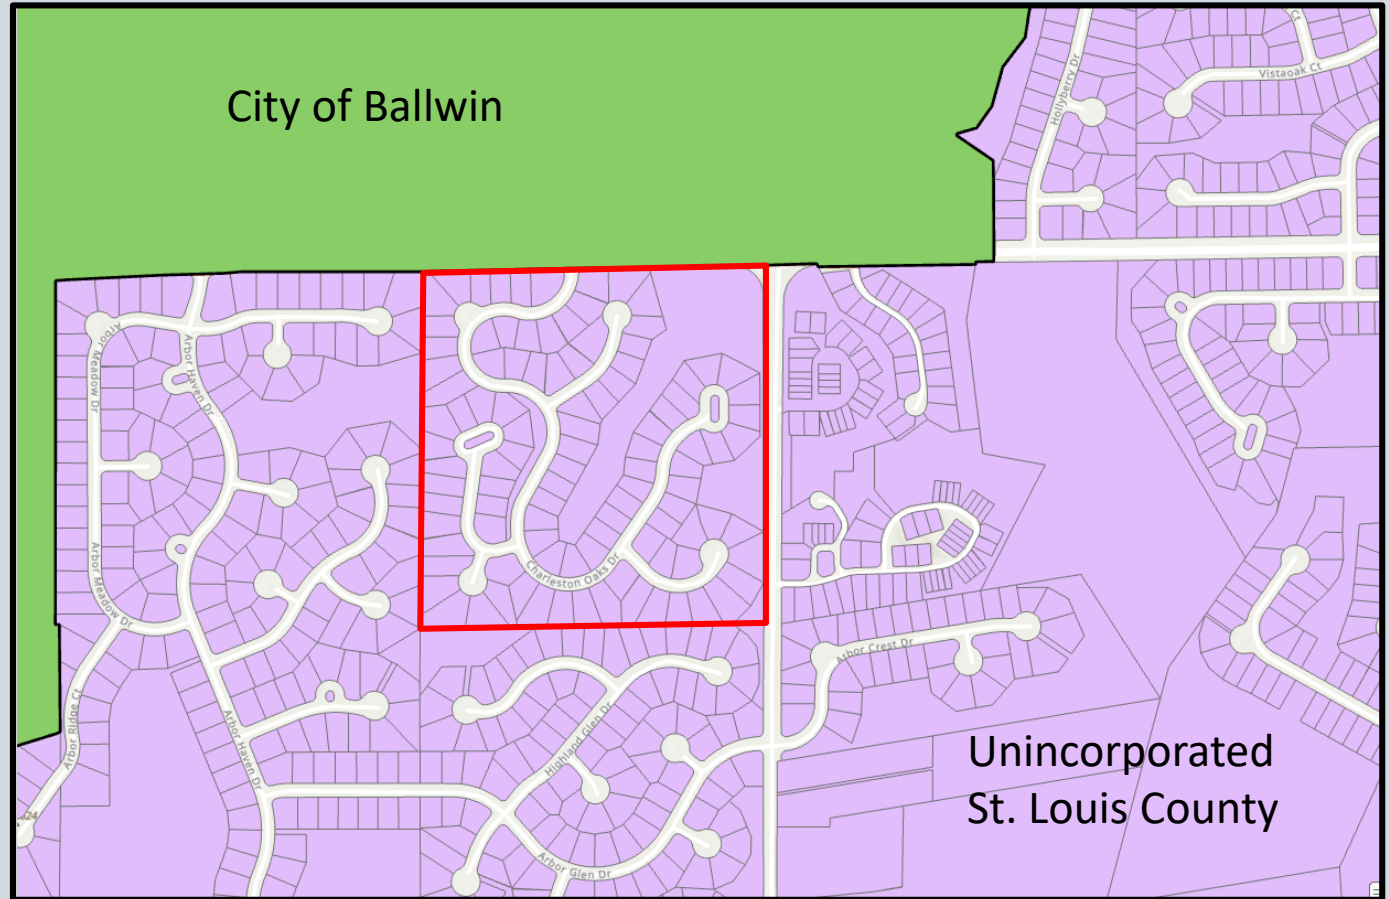 City of Ballwin
Hollyberry Dr
Ct
Vistaoak Ct
Arbor Meadow Dr
Arbor Haven Dr
Arbor Meadow Dr
Charleston Oaks Dr
Arbor Crest Dr
Arbor Ridge Ct
Arbor Haven Dr
Highland Glen Dr
Unincorporated
St. Louis County
Arbor Glen Dr